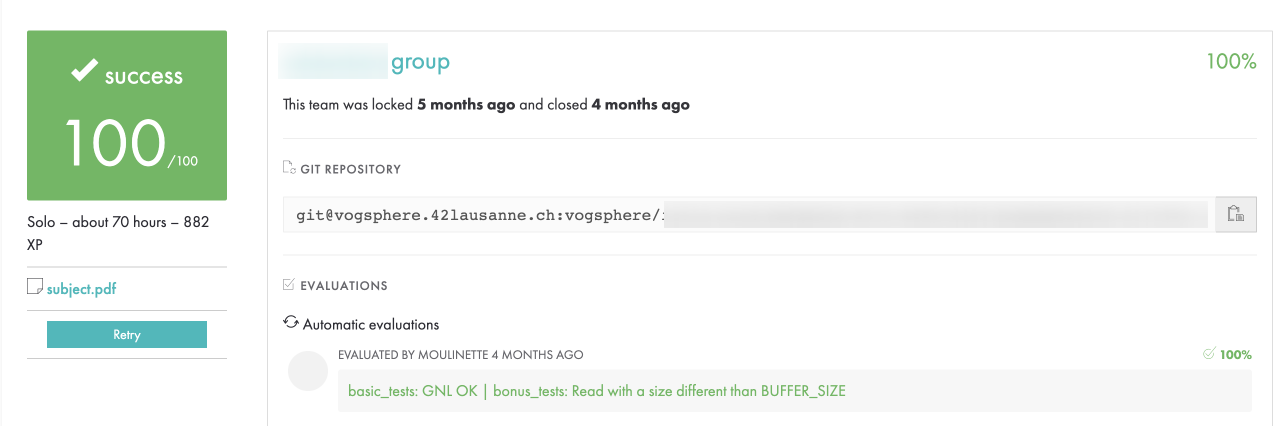 success
100/100
Solo – about 70 hours – 882
XP
subject.pdf
Retry
group
100%
This team was locked 5 months ago and closed 4 months ago
GIT REPOSITORY
git@vogsphere.42lausanne.ch:vogsphere/
EVALUATIONS
Automatic evaluations
EVALUATED BY MOULINETTE 4 MONTHS AGO
100%
basic_tests: GNL OK | bonus_tests: Read with a size different than BUFFER_SIZE